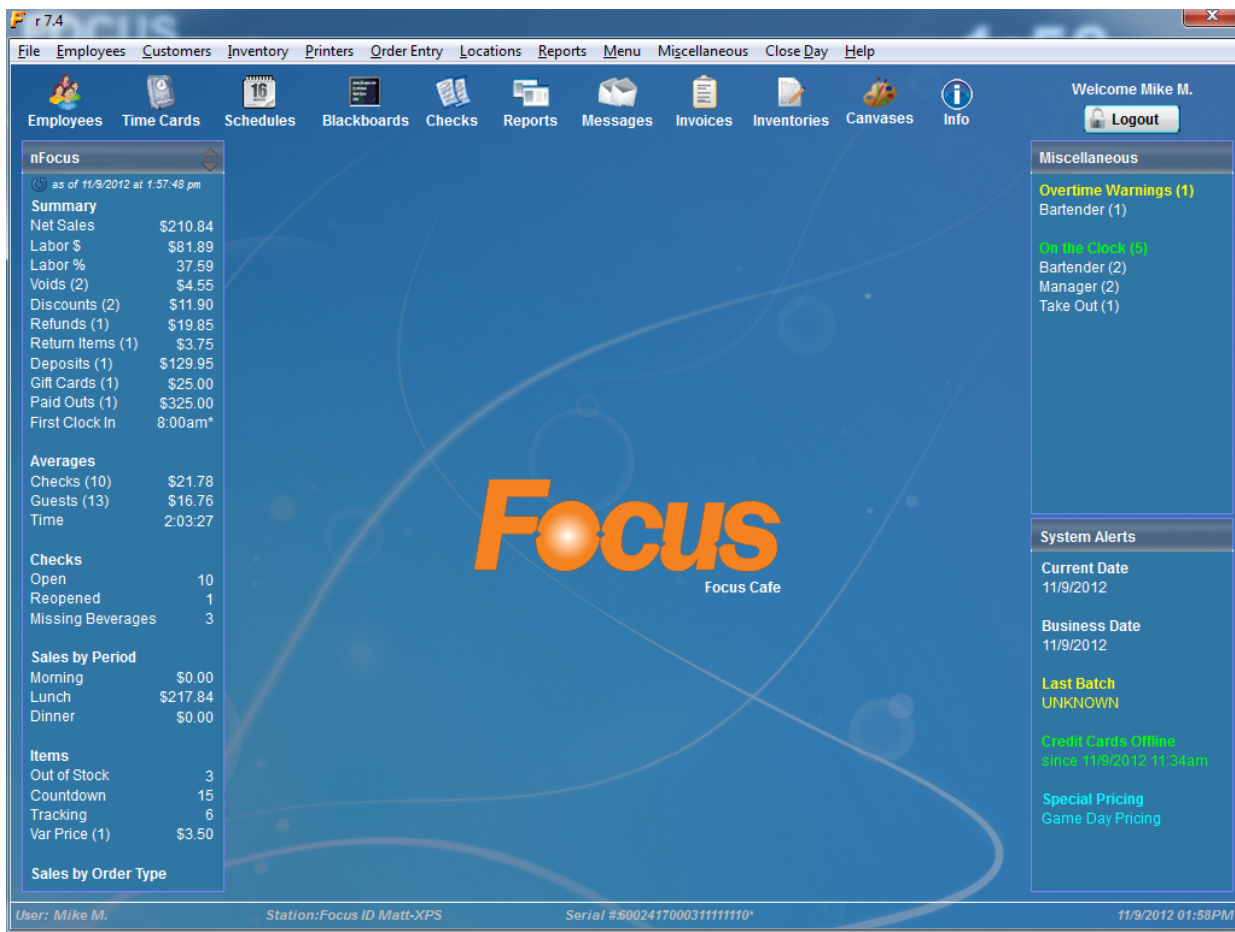 r 7.4
X
File Employees Customers Inventory Printers Order Entry Locations Reports Menu Miscellaneous Close Day Help
16
Employees Time Cards Schedules Blackboards Checks Reports Messages Invoices Inventories Canvases Info
Welcome Mike M.
Logout
nFocus
as of 11/9/2012 at 1:57:48 pm
Summary
Net Sales $210.84
Labor $ $81.89
Labor % 37.59
Voids (2) $4.55
Discounts (2) $11.90
Refunds (1) $19.85
Return Items (1) $3.75
Deposits (1) $129.95
Gift Cards (1) $25.00
Paid Outs (1) $325.00
First Clock In 8:00am*
Averages
Checks (10) $21.78
Guests (13) $16.76
Time 2:03:27
Checks
Open 10
Reopened 1
Missing Beverages 3
Sales by Period
Morning $0.00
Lunch $217.84
Dinner $0.00
Items
Out of Stock 3
Countdown 15
Tracking 6
Var Price (1) $3.50
Sales by Order Type
Focus
Focus Cafe
Miscellaneous
Overtime Warnings (1)
Bartender (1)
On the Clock (5)
Bartender (2)
Manager (2)
Take Out (1)
System Alerts
Current Date
11/9/2012
Business Date
11/9/2012
Last Batch
UNKNOWN
Credit Cards Offline
since 11/9/2012 11:34am
Special Pricing
Game Day Pricing
User: Mike M. Station:Focus ID Matt-XPS Serial #:11/9/2012 01:58PM